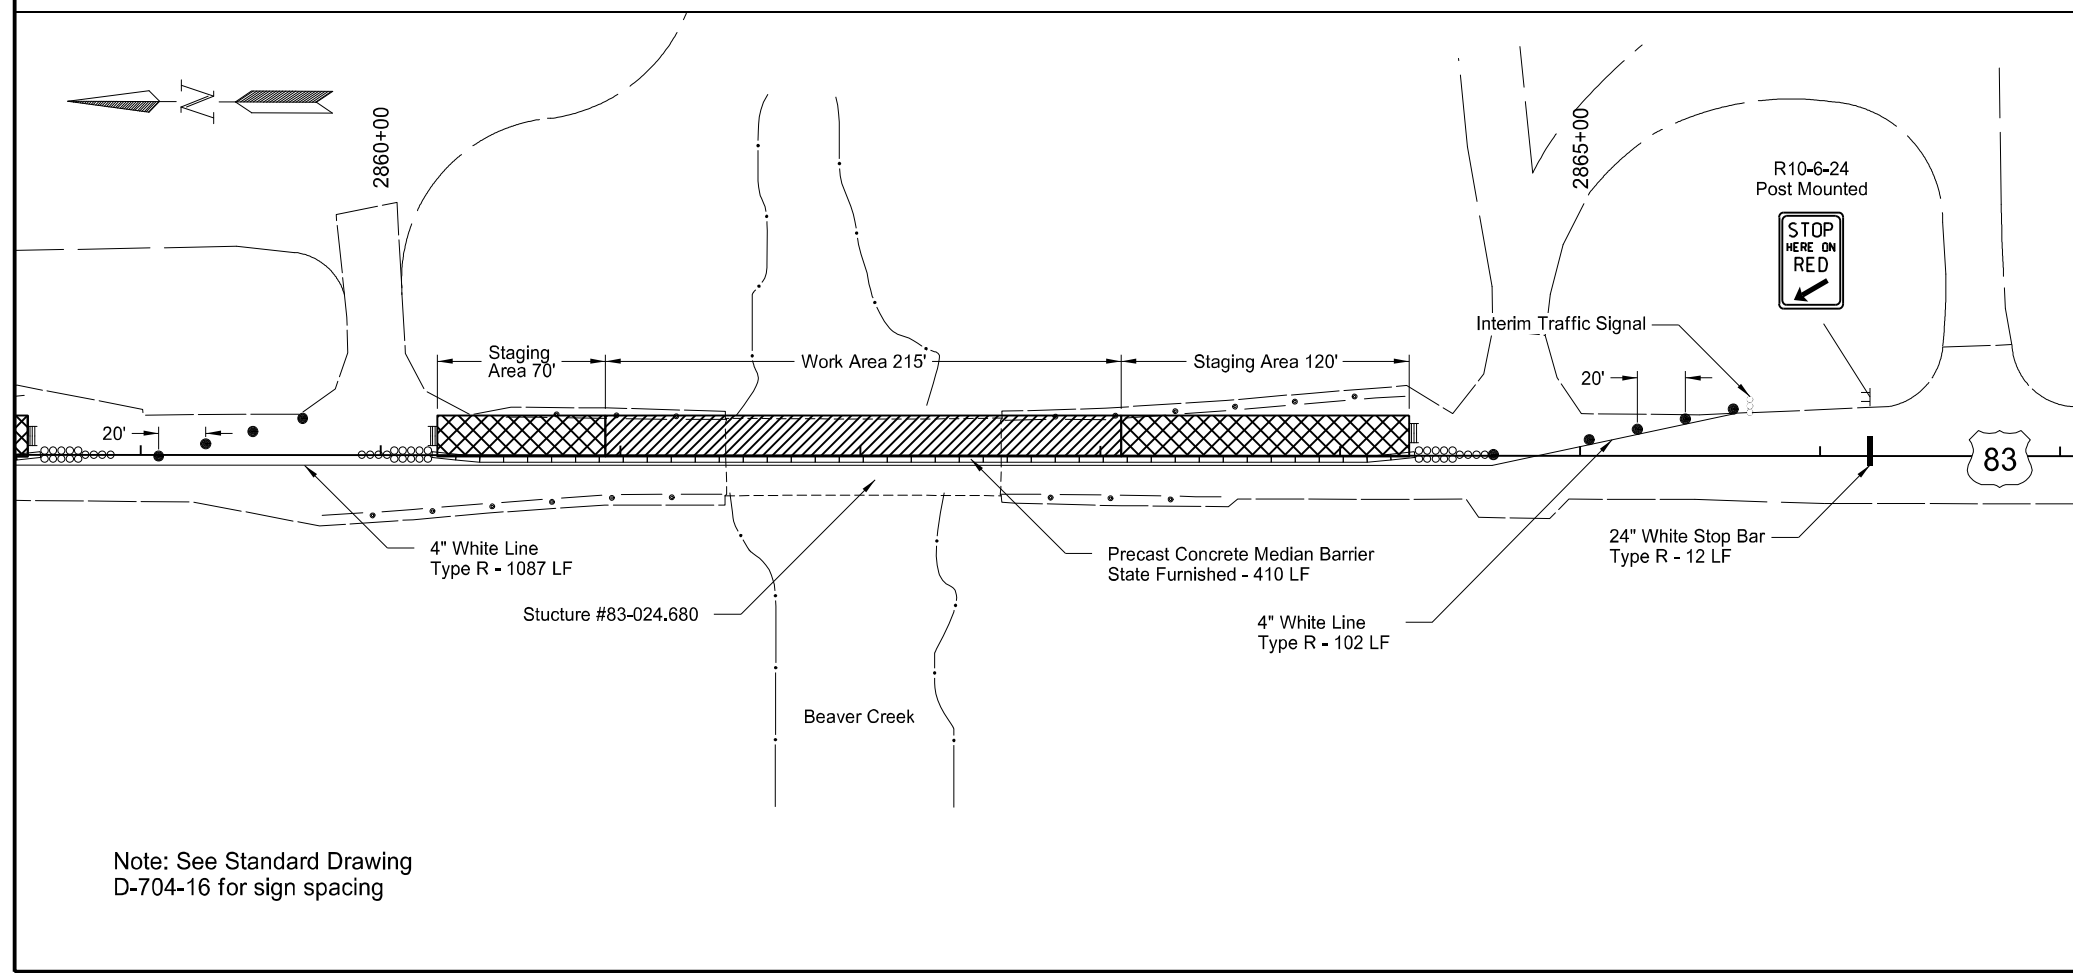 N
2860+00
2865+00
R10-6-24
Post Mounted
STOP
HERE ON
RED
Interim Traffic Signal
Staging
Area 70'
Work Area 215'
Staging Area 120'
20'
20'
83
4" White Line
Type R - 1087 LF
Precast Concrete Median Barrier
State Furnished - 410 LF
24" White Stop Bar
Type R - 12 LF
Stucture #83-024.680
4" White Line
Type R - 102 LF
Beaver Creek
Note: See Standard Drawing
D-704-16 for sign spacing